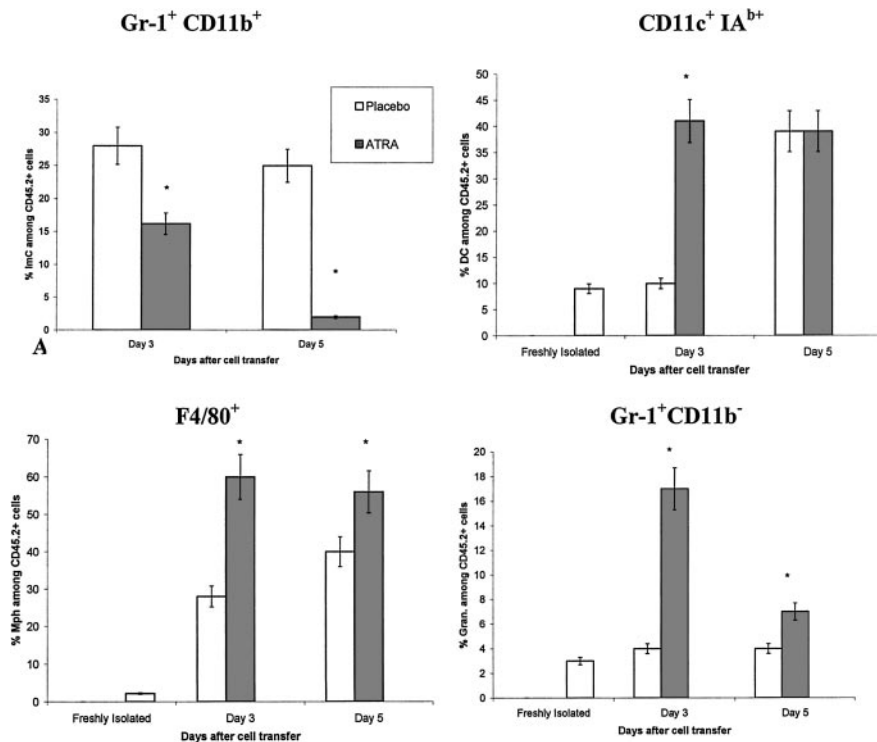 Gr-1⁺ CD11b⁺
% ImC among CD45.2+ cells
35
30
25
20
15
10
5
0
Placebo
ATRA
*
*
Day 3
Day 5
Days after cell transfer
A
CD11c⁺ IAᵇ⁺
% DC among CD45.2+ cells
50
45
40
35
30
25
20
15
10
5
0
*
Freshly Isolated
Day 3
Day 5
Days after cell transfer
F4/80⁺
% Mph among CD45.2+ cells
70
60
50
40
30
20
10
0
*
*
Freshly Isolated
Day 3
Day 5
Days after cell transfer
Gr-1⁺CD11b⁻
% Gran. among CD45.2+ cells
20
18
16
14
12
10
8
6
4
2
0
*
*
Freshly Isolated
Day 3
Day 5
Days after cell transfer